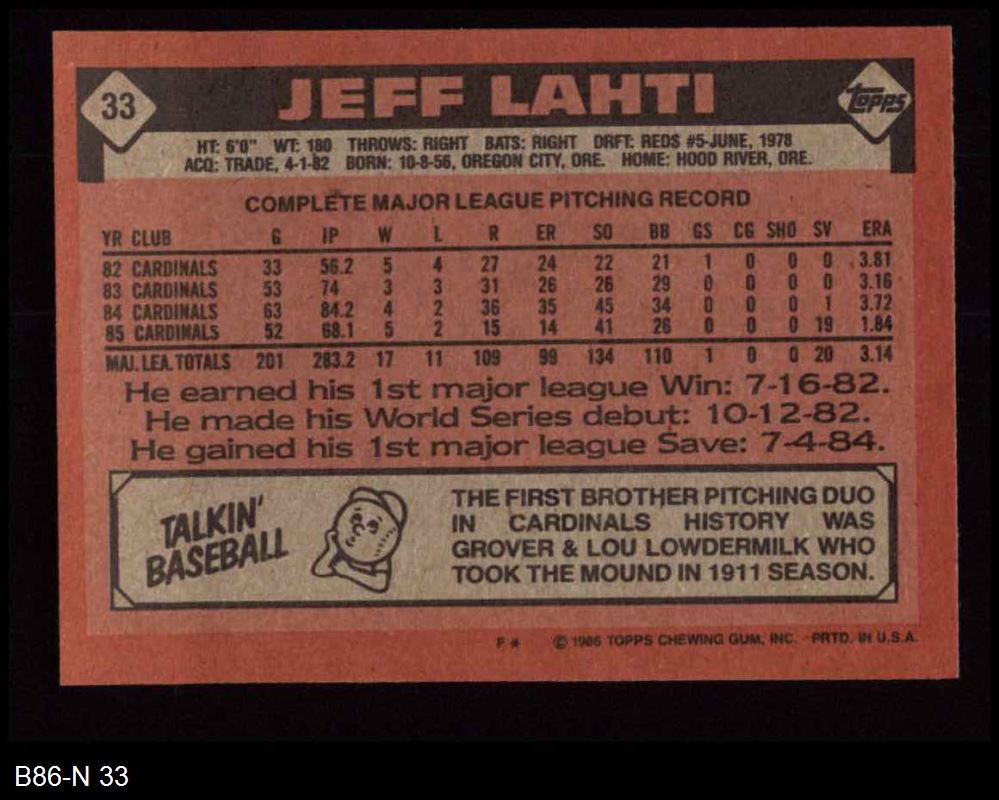 33
JEFF LAHTI
Topps
HT: 6'0" WT: 180 THROWS: RIGHT BATS: RIGHT DRFT: REDS #5-JUNE, 1978
ACQ: TRADE, 4-1-82 BORN: 10-8-56, OREGON CITY, ORE. HOME: HOOD RIVER, ORE.
COMPLETE MAJOR LEAGUE PITCHING RECORD
YR CLUB G IP W L R ER SO BB GS CG SHO SV ERA
82 CARDINALS 33 56.2 5 4 27 24 22 21 1 0 0 0 3.81
83 CARDINALS 53 74 3 3 31 26 26 29 0 0 0 0 3.16
84 CARDINALS 63 84.2 4 2 36 35 45 34 0 0 0 1 3.72
85 CARDINALS 52 68.1 5 2 15 14 41 26 0 0 0 19 1.84
MAJ. LEA. TOTALS 201 283.2 17 11 109 99 134 110 1 0 0 20 3.14
He earned his 1st major league Win: 7-16-82.
He made his World Series debut: 10-12-82.
He gained his 1st major league Save: 7-4-84.
TALKIN'
BASEBALL
THE FIRST BROTHER PITCHING DUO
IN CARDINALS HISTORY WAS
GROVER & LOU LOWDERMILK WHO
TOOK THE MOUND IN 1911 SEASON.
F * © 1986 TOPPS CHEWING GUM, INC. PRTD. IN U.S.A.
B86-N 33